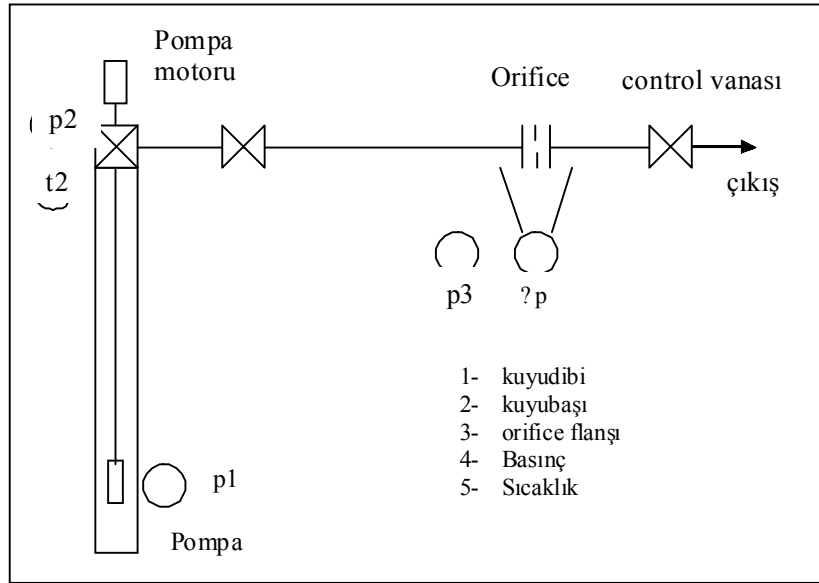 Pompa
motoru
Orifice
control vanası
p2
t2
çıkış
p3
?p
1- kuyudibi
2- kuyubaşı
3- orifice flanşı
4- Basınç
5- Sıcaklık
p1
Pompa